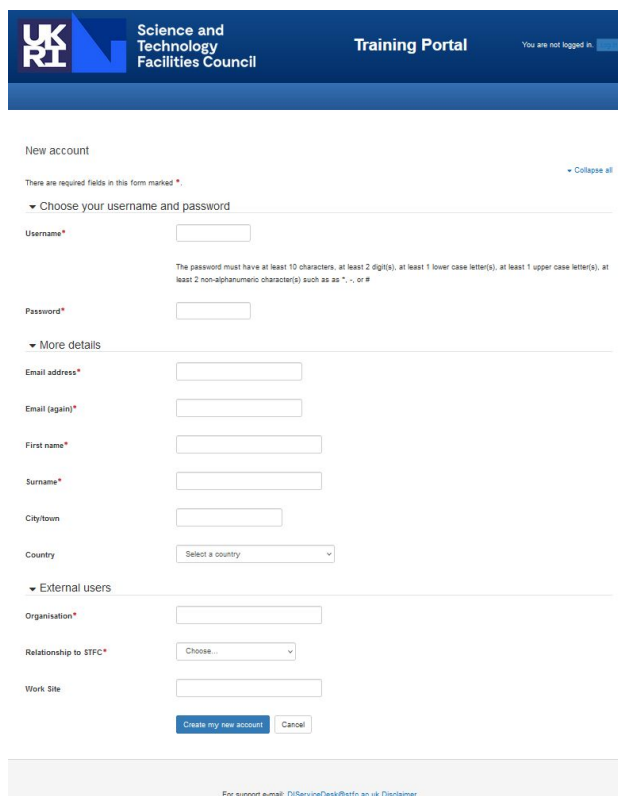 UK
RI
Science and
Technology
Facilities Council
Training Portal
You are not logged in.
New account
Collapse all
There are required fields in this form marked *.
Choose your username and password
Username*
The password must have at least 10 characters, at least 2 digit(s), at least 1 lower case letter(s), at least 1 upper case letter(s), at
least 2 non-alphanumeric character(s) such as as *, -, or #
Password*
More details
Email address*
Email (again)*
First name*
Surname*
City/town
Country
Select a country
External users
Organisation*
Relationship to STFC*
Choose...
Work Site
Create my new account
Cancel
For support e-mail: DIServiceDesk@stfc.ac.uk Disclaimer